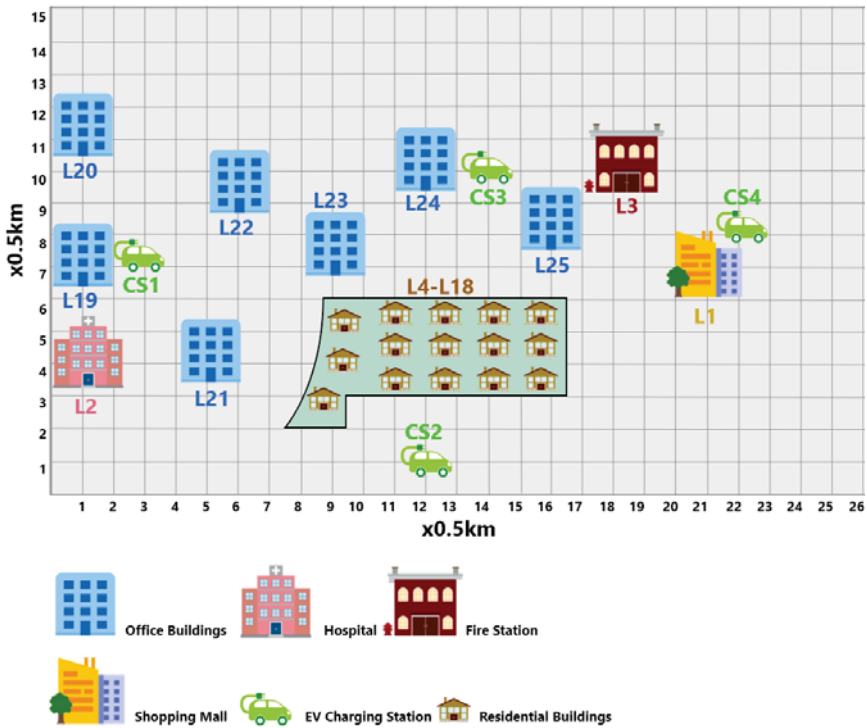 15
14
13
12
11
10
9
8
7
6
5
4
3
2
1
x0.5km
L20
L22
L23
L24
CS3
L3
CS4
L19
CS1
L25
L4-L18
L1
L2
L21
CS2
1 2 3 4 5 6 7 8 9 10 11 12 13 14 15 16 17 18 19 20 21 22 23 24 25 26
x0.5km
Office Buildings Hospital Fire Station
Shopping Mall EV Charging Station Residential Buildings